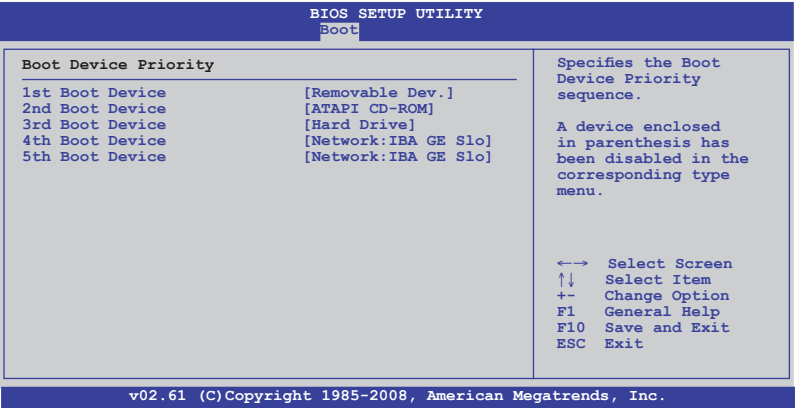 BIOS SETUP UTILITY
Boot
Boot Device Priority
1st Boot Device [Removable Dev.]
2nd Boot Device [ATAPI CD-ROM]
3rd Boot Device [Hard Drive]
4th Boot Device [Network:IBA GE Slo]
5th Boot Device [Network:IBA GE Slo]
Specifies the Boot
Device Priority
sequence.
A device enclosed
in parenthesis has
been disabled in the
corresponding type
menu.
←→ Select Screen
↑↓ Select Item
+- Change Option
F1 General Help
F10 Save and Exit
ESC Exit
v02.61 (C)Copyright 1985-2008, American Megatrends, Inc.